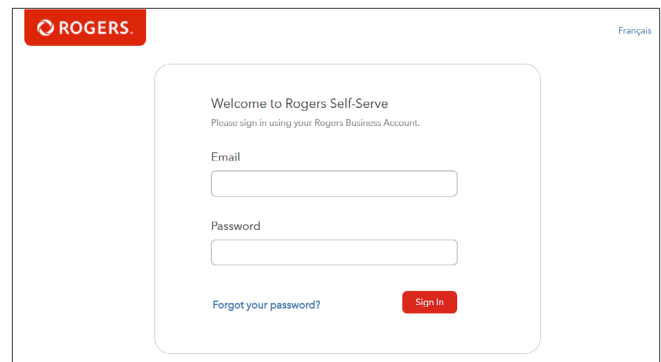 ROGERS.
Français
Welcome to Rogers Self-Serve
Please sign in using your Rogers Business Account.
Email
Password
Forgot your password?
Sign In